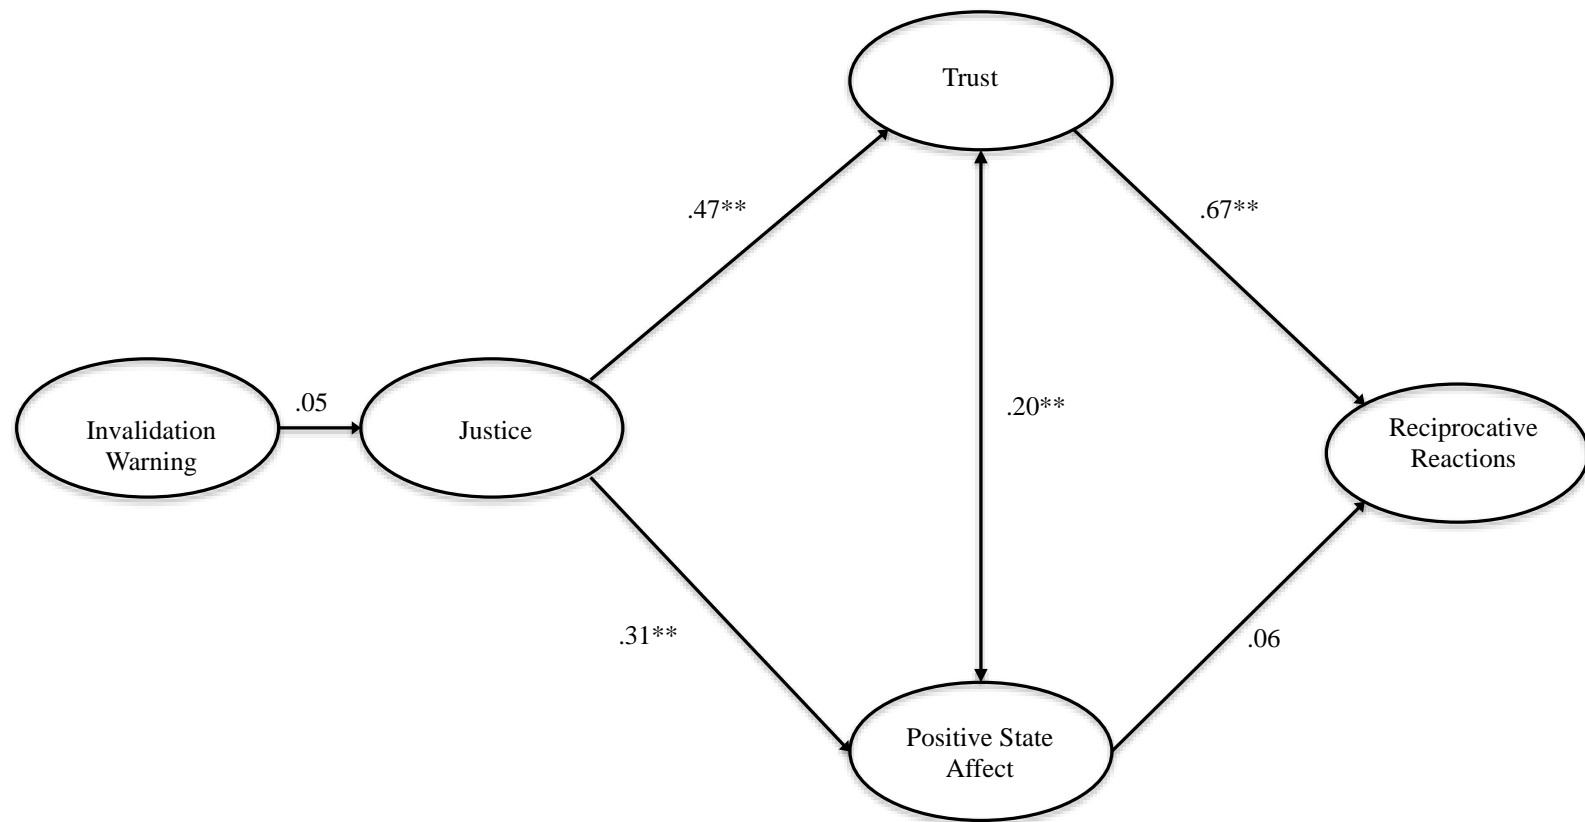 Trust
.47**
.67**
.05
Invalidation
Warning
Justice
.20**
Reciprocative
Reactions
.31**
.06
Positive State
Affect